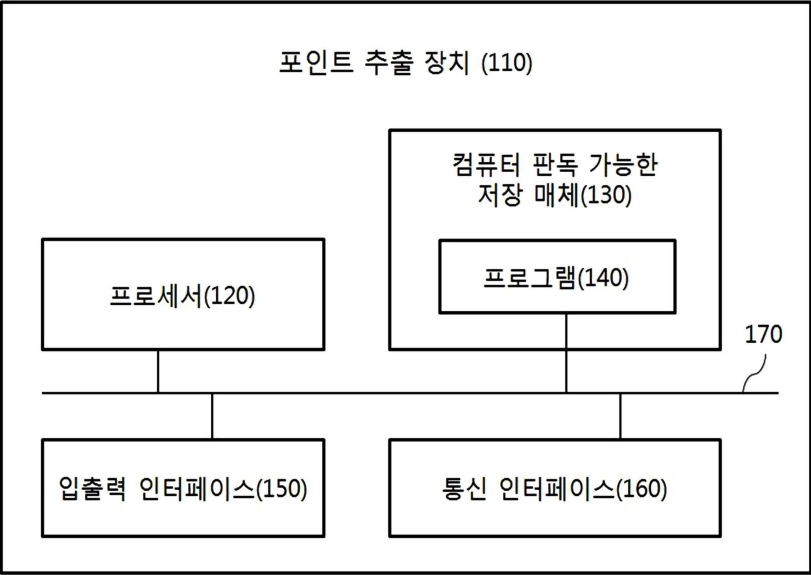 포인트 추출 장치 (110)
컴퓨터 판독 가능한
저장 매체(130)
프로세서(120)
프로그램(140)
170
입출력 인터페이스(150)
통신 인터페이스(160)